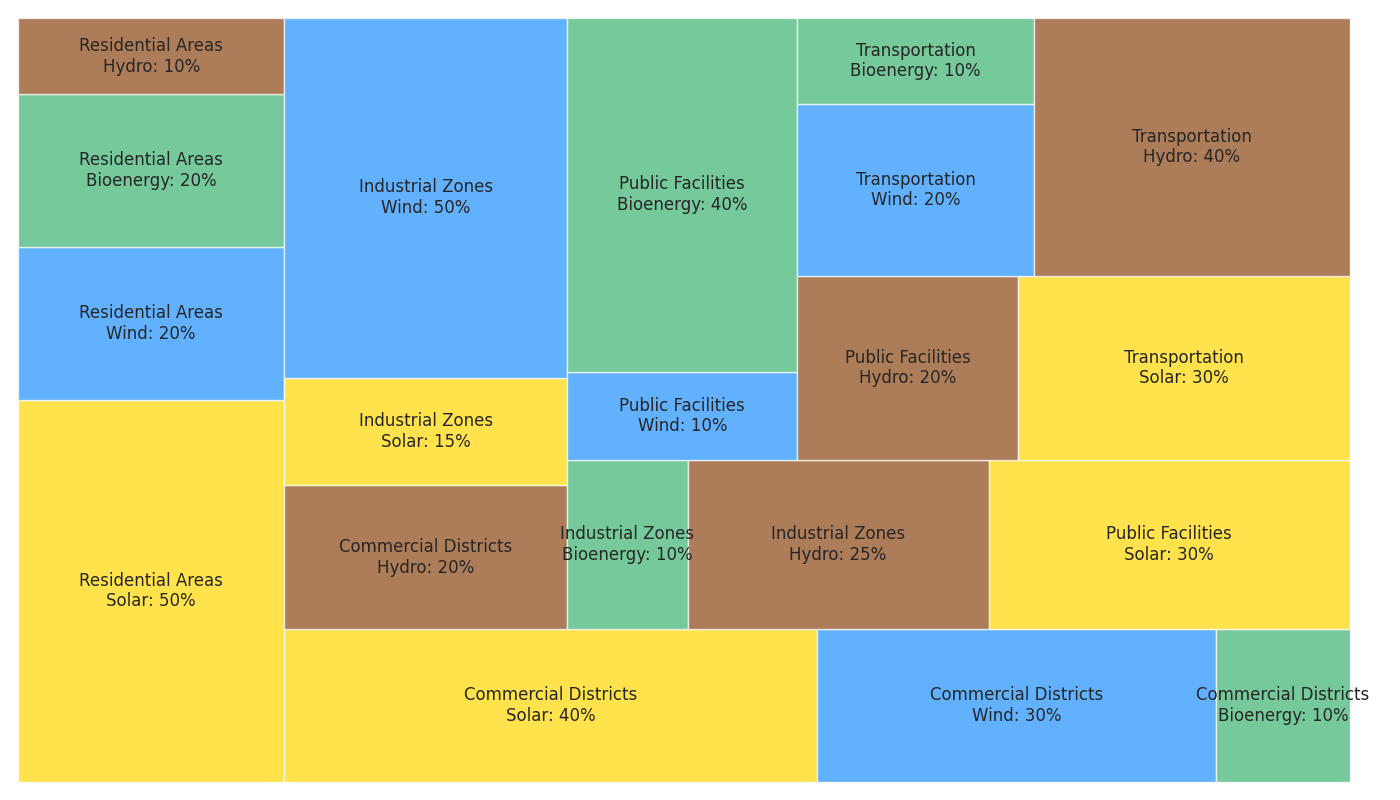 Residential Areas
Hydro: 10%
Residential Areas
Bioenergy: 20%
Residential Areas
Wind: 20%
Residential Areas
Solar: 50%
Industrial Zones
Wind: 50%
Industrial Zones
Solar: 15%
Commercial Districts
Hydro: 20%
Public Facilities
Bioenergy: 40%
Public Facilities
Wind: 10%
Transportation
Bioenergy: 10%
Transportation
Wind: 20%
Transportation
Hydro: 40%
Public Facilities
Hydro: 20%
Transportation
Solar: 30%
Industrial Zones
Bioenergy: 10%
Industrial Zones
Hydro: 25%
Public Facilities
Solar: 30%
Commercial Districts
Solar: 40%
Commercial Districts
Wind: 30%
Commercial Districts
Bioenergy: 10%